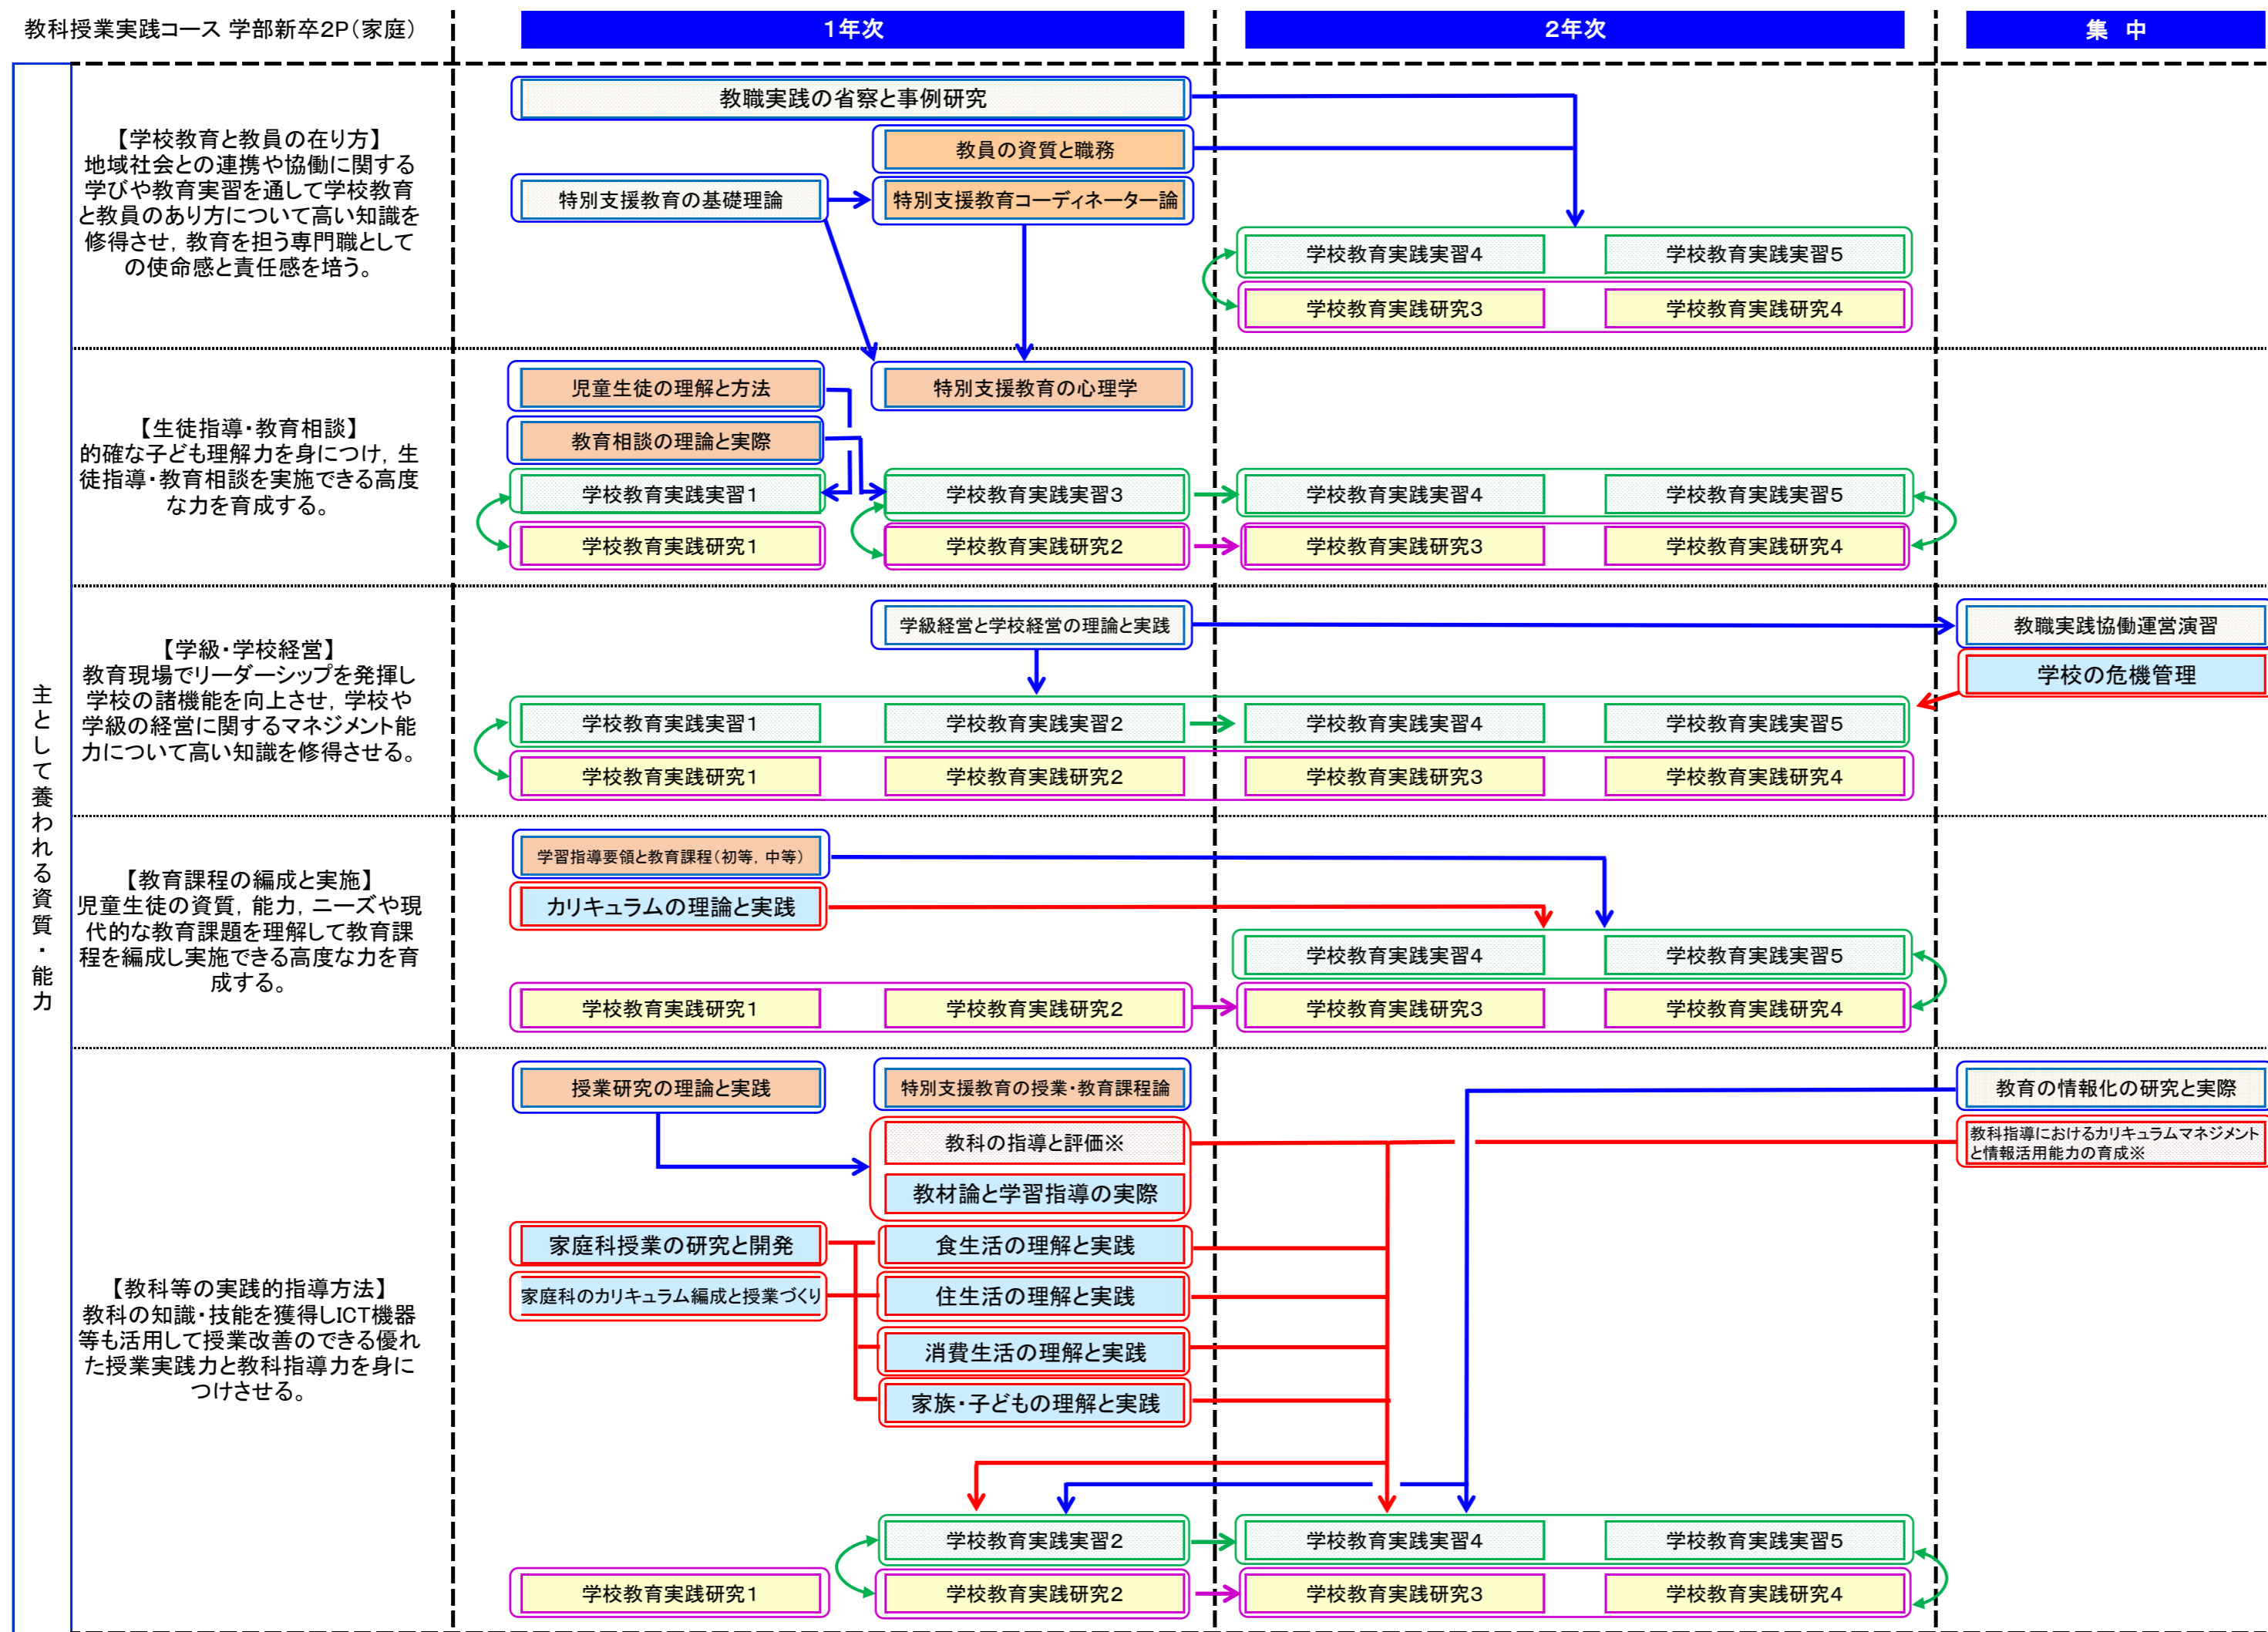 教科授業実践コース 学部新卒2P（家庭）
1年次
2年次
集 中
主として養われる資質・能力
【学校教育と教員の在り方】
地域社会との連携や協働に関する
学びや教育実習を通して学校教育
と教員のあり方について高い知識を
修得させ，教育を担う専門職として
の使命感と責任感を培う。
教職実践の省察と事例研究
教員の資質と職務
特別支援教育の基礎理論
特別支援教育コーディネーター論
学校教育実践実習4
学校教育実践実習5
学校教育実践研究3
学校教育実践研究4
【生徒指導・教育相談】
的確な子ども理解力を身につけ，生
徒指導・教育相談を実施できる高度
な力を育成する。
児童生徒の理解と方法
特別支援教育の心理学
教育相談の理論と実際
学校教育実践実習1
学校教育実践実習3
学校教育実践実習4
学校教育実践実習5
学校教育実践研究1
学校教育実践研究2
学校教育実践研究3
学校教育実践研究4
【学級・学校経営】
教育現場でリーダーシップを発揮し
学校の諸機能を向上させ，学校や
学級の経営に関するマネジメント能
力について高い知識を修得させる。
学級経営と学校経営の理論と実践
教職実践協働運営演習
学校の危機管理
学校教育実践実習1
学校教育実践実習2
学校教育実践実習4
学校教育実践実習5
学校教育実践研究1
学校教育実践研究2
学校教育実践研究3
学校教育実践研究4
【教育課程の編成と実施】
児童生徒の資質，能力，ニーズや現
代的な教育課題を理解して教育課
程を編成し実施できる高度な力を育
成する。
学習指導要領と教育課程（初等，中等）
カリキュラムの理論と実践
学校教育実践実習4
学校教育実践実習5
学校教育実践研究1
学校教育実践研究2
学校教育実践研究3
学校教育実践研究4
【教科等の実践的指導方法】
教科の知識・技能を獲得しICT機器
等も活用して授業改善のできる優れ
た授業実践力と教科指導力を身に
つけさせる。
授業研究の理論と実践
特別支援教育の授業・教育課程論
教育の情報化の研究と実際
教科の指導と評価※
教科指導におけるカリキュラムマネジメント
と情報活用能力の育成※
教材論と学習指導の実際
家庭科授業の研究と開発
食生活の理解と実践
家庭科のカリキュラム編成と授業づくり
住生活の理解と実践
消費生活の理解と実践
家族・子どもの理解と実践
学校教育実践実習2
学校教育実践実習4
学校教育実践実習5
学校教育実践研究1
学校教育実践研究2
学校教育実践研究3
学校教育実践研究4